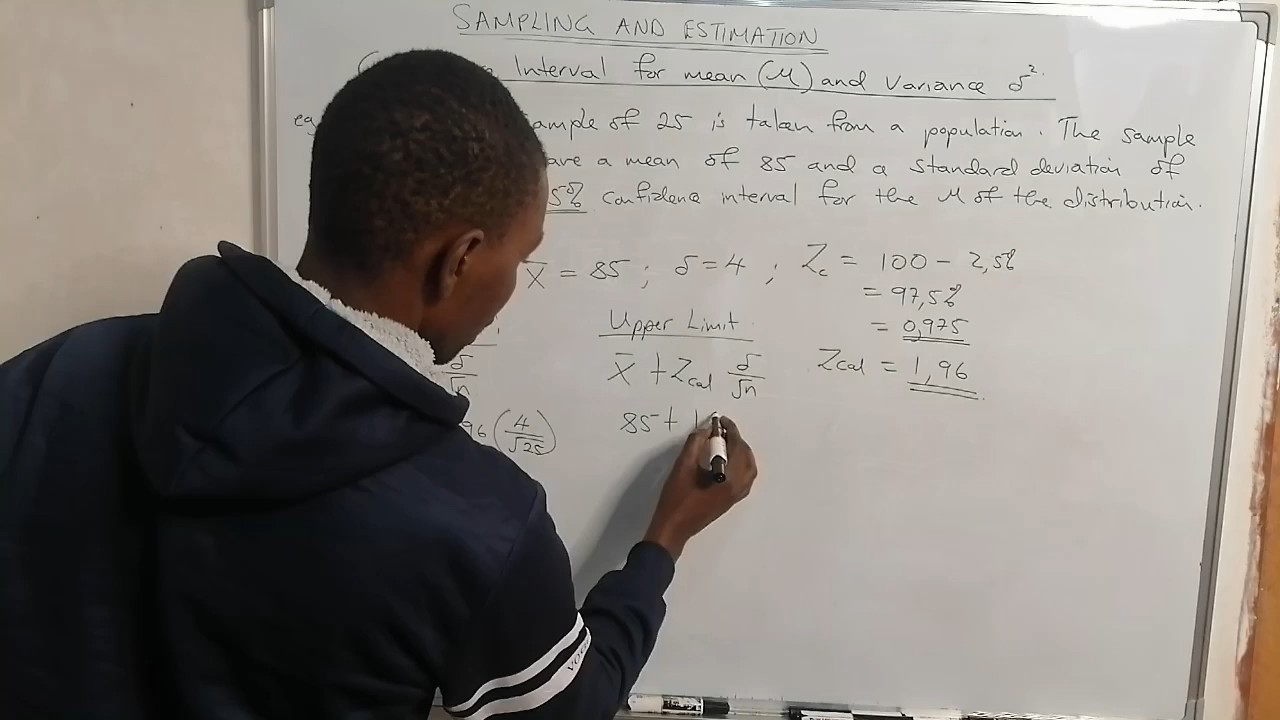 SAMPLING AND ESTIMATION
Interval for mean (μ) and variance δ².
eg
sample of 25 is taken from a population. The sample
ave a mean of 85 and a standard deviation of
5% confidence interval for the μ of the distribution.
X̄ = 85 ; δ = 4 ; Zc = 100 - 2,5%
= 97,5%
= 0,975
Upper Limit
δ/√n
X̄ + Zcal δ/√n
Zcal = 1,96
96 (4/√25)
85 + 1